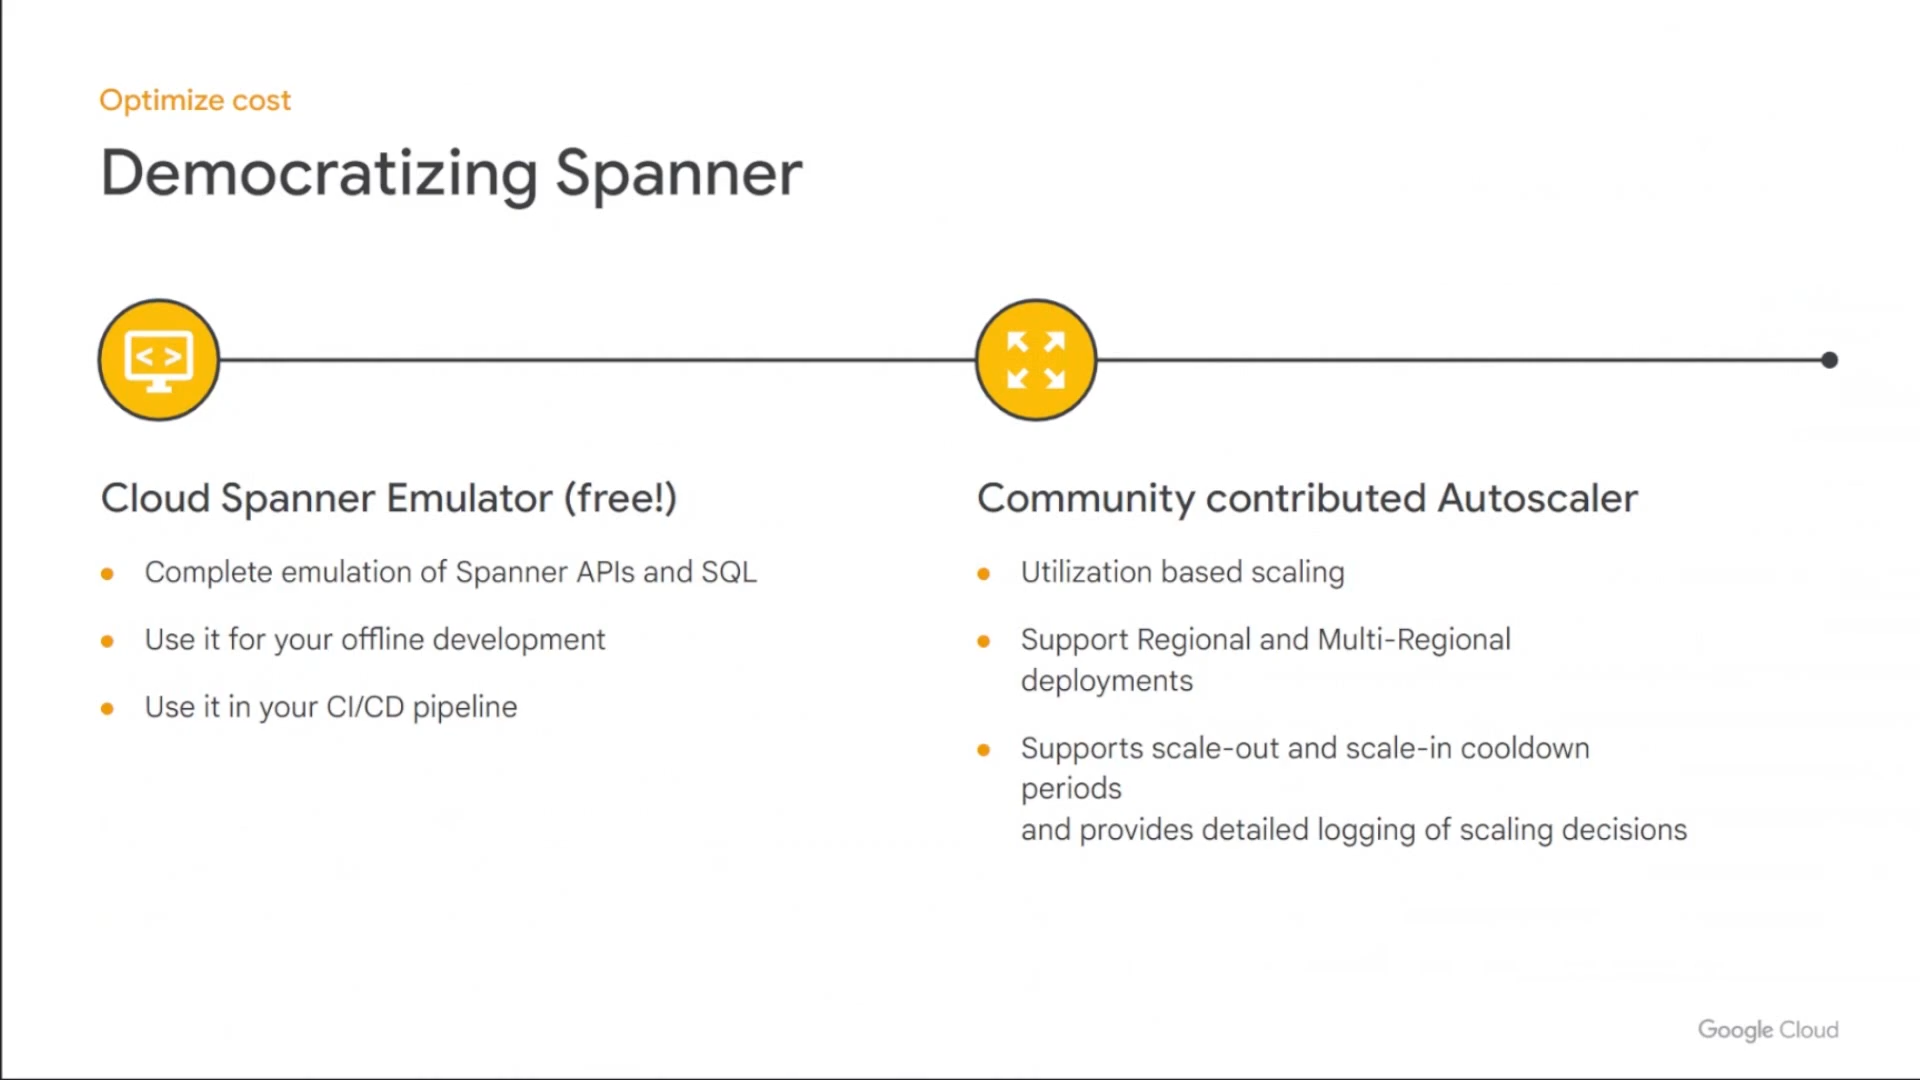 Optimize cost
Democratizing Spanner
< >
Cloud Spanner Emulator (free!)
• Complete emulation of Spanner APIs and SQL
• Use it for your offline development
• Use it in your CI/CD pipeline
Community contributed Autoscaler
• Utilization based scaling
• Support Regional and Multi-Regional
deployments
• Supports scale-out and scale-in cooldown
periods
and provides detailed logging of scaling decisions
Google Cloud